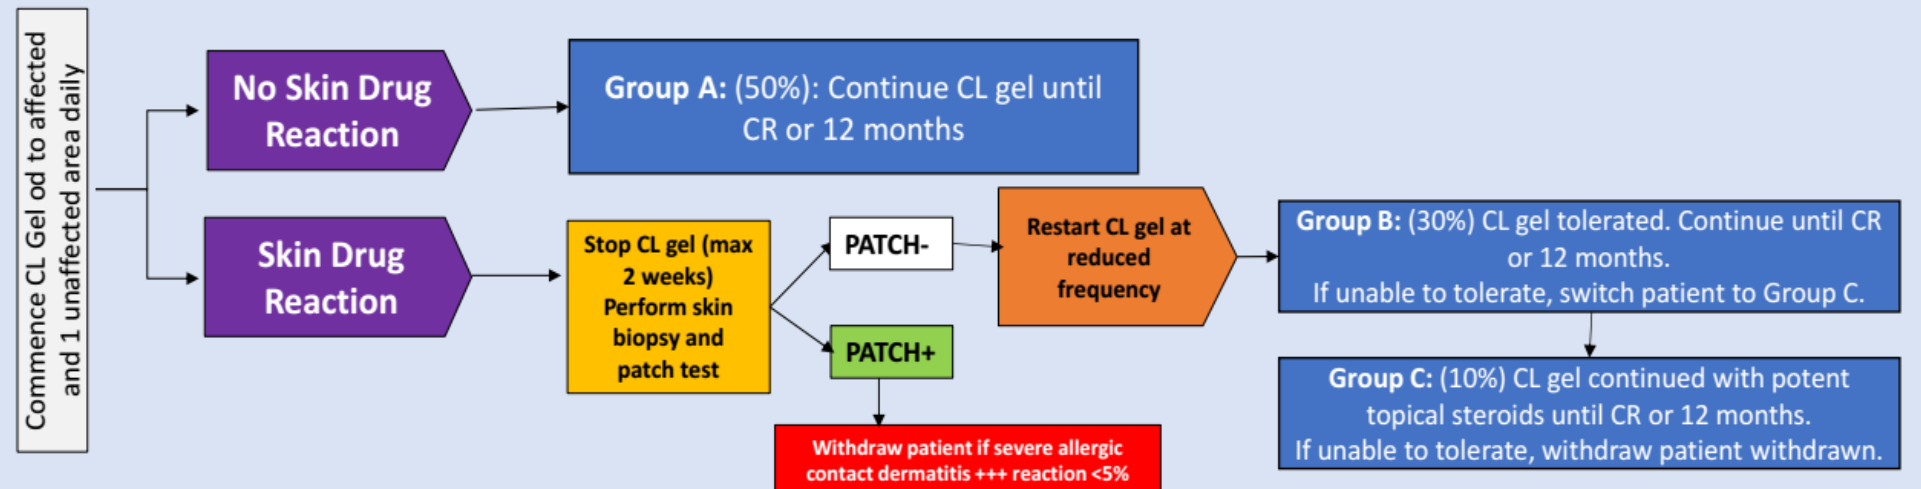 Commence CL Gel od to affected
and 1 unaffected area daily
No Skin Drug
Reaction
Group A: (50%): Continue CL gel until
CR or 12 months
Skin Drug
Reaction
Stop CL gel (max
2 weeks)
Perform skin
biopsy and
patch test
PATCH-
PATCH+
Restart CL gel at
reduced
frequency
Group B: (30%) CL gel tolerated. Continue until CR
or 12 months.
If unable to tolerate, switch patient to Group C.
Group C: (10%) CL gel continued with potent
topical steroids until CR or 12 months.
If unable to tolerate, withdraw patient withdrawn.
Withdraw patient if severe allergic
contact dermatitis +++ reaction <5%